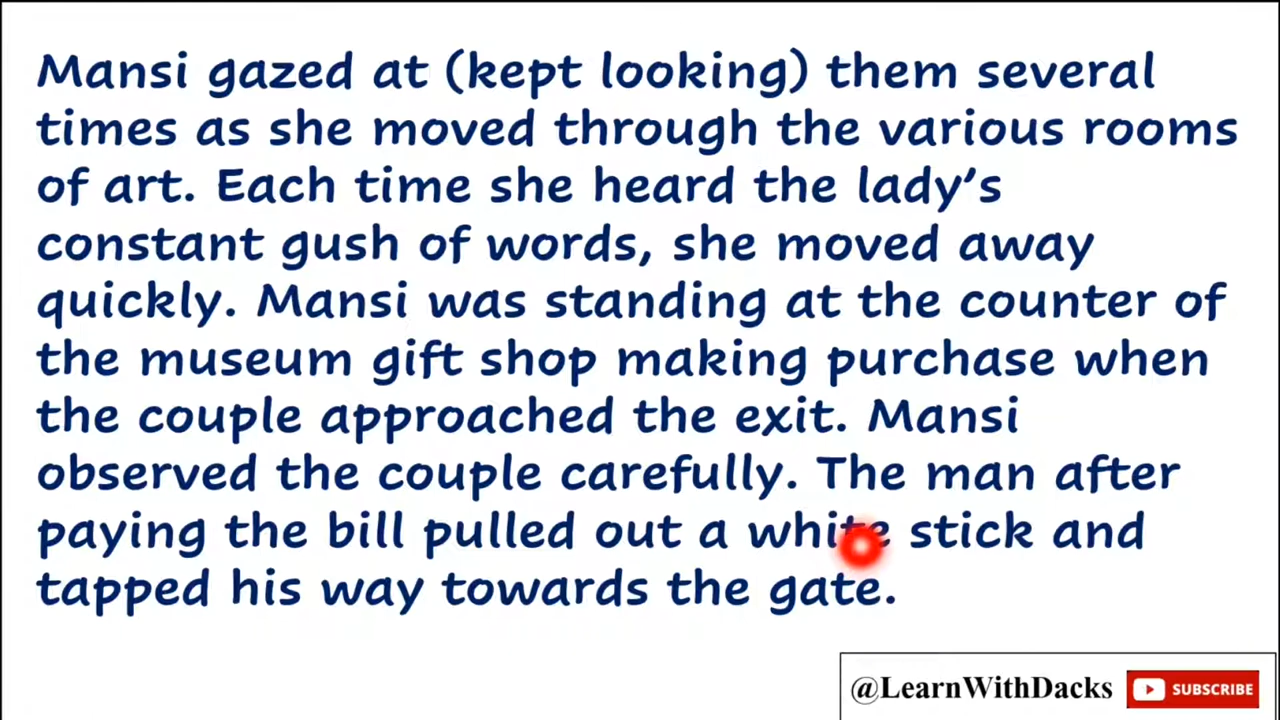 Mansi gazed at (kept looking) them several
times as she moved through the various rooms
of art. Each time she heard the lady’s
constant gush of words, she moved away
quickly. Mansi was standing at the counter of
the museum gift shop making purchase when
the couple approached the exit. Mansi
observed the couple carefully. The man after
paying the bill pulled out a white stick and
tapped his way towards the gate.
@LearnWithDacks SUBSCRIBE